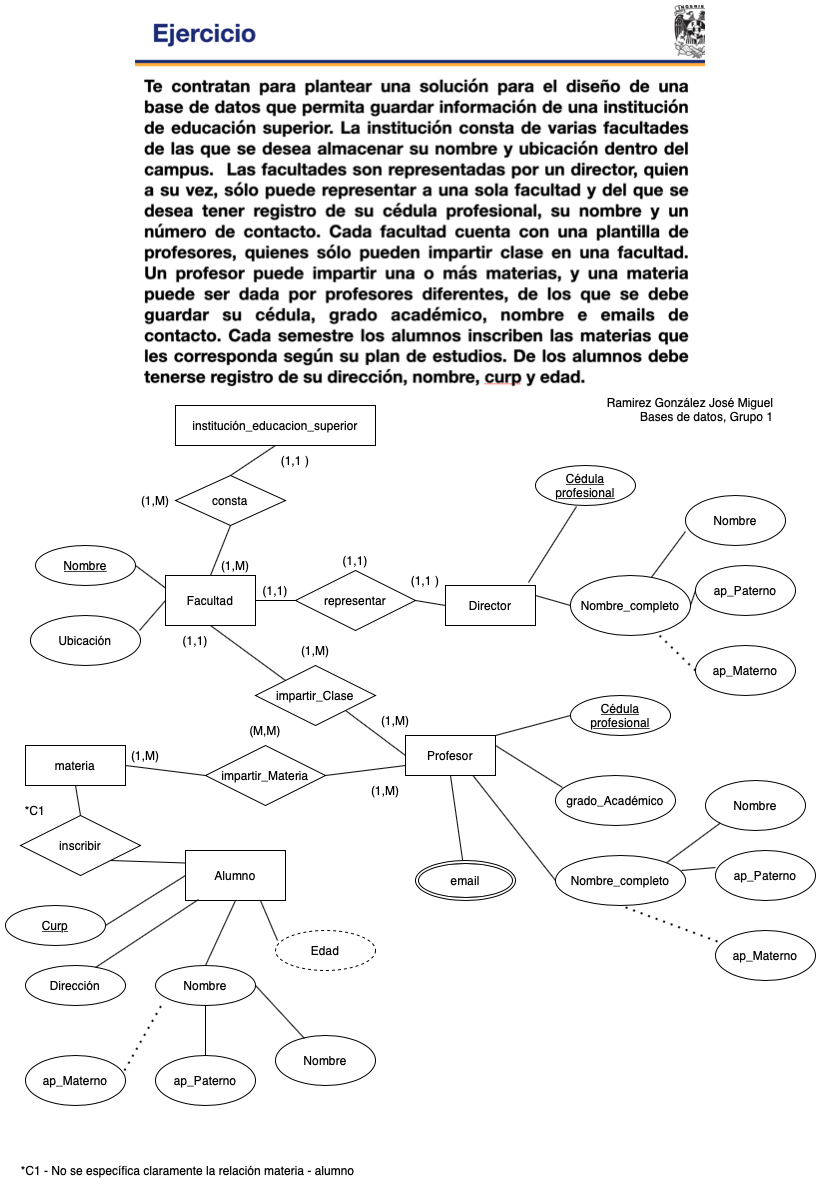 Ejercicio
INGENIERÍA
Te contratan para plantear una solución para el diseño de una
base de datos que permita guardar información de una institución
de educación superior. La institución consta de varias facultades
de las que se desea almacenar su nombre y ubicación dentro del
campus. Las facultades son representadas por un director, quien
a su vez, sólo puede representar a una sola facultad y del que se
desea tener registro de su cédula profesional, su nombre y un
número de contacto. Cada facultad cuenta con una plantilla de
profesores, quienes sólo pueden impartir clase en una facultad.
Un profesor puede impartir una o más materias, y una materia
puede ser dada por profesores diferentes, de los que se debe
guardar su cédula, grado académico, nombre e emails de
contacto. Cada semestre los alumnos inscriben las materias que
les corresponda según su plan de estudios. De los alumnos debe
tenerse registro de su dirección, nombre, curp y edad.
Ramirez González José Miguel
Bases de datos, Grupo 1
institución_educacion_superior
(1,1 )
(1,M)
consta
(1,M)
Cédula
profesional
Nombre
Nombre
Facultad
(1,1)
(1,1)
representar
(1,1 )
Director
Nombre_completo
ap_Paterno
Ubicación
(1,1)
(1,M)
ap_Materno
impartir_Clase
(1,M)
Cédula
profesional
(M,M)
materia
(1,M)
impartir_Materia
(1,M)
Profesor
grado_Académico
Nombre
*C1
inscribir
Alumno
email
Nombre_completo
ap_Paterno
Curp
Edad
ap_Materno
Dirección
Nombre
Nombre
ap_Materno
ap_Paterno
*C1 - No se específica claramente la relación materia - alumno